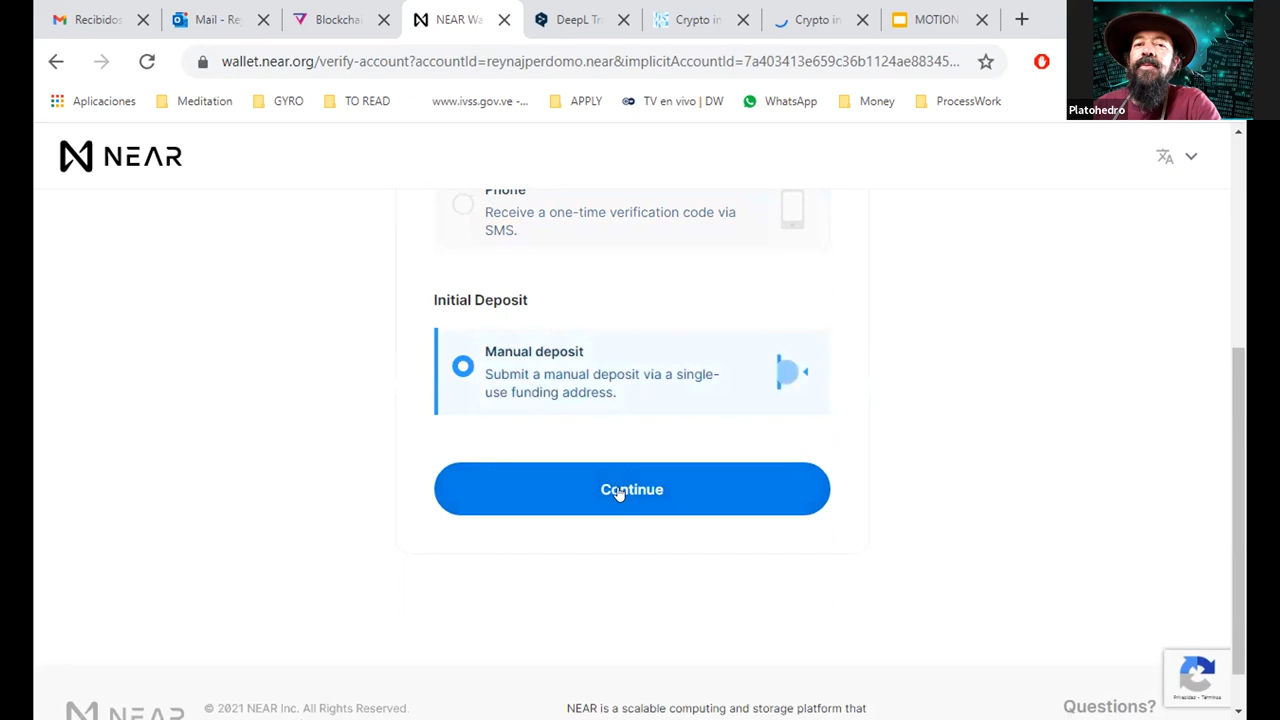 Recibidos
Mail - Re
Blockcha
NEAR Wa
DeepL Tra
Crypto in
Crypto in
MOTION
wallet.near.org/verify-account?accountId=reynajperdomo.near&implicitAccountId=7a403413e659c36b1124ae88345...
Aplicaciones
Meditation
GYRO
TO READ
www.ivss.gov.ve -...
APPLY
TV en vivo | DW
WhatsApp
Money
ProcessWork
Platohedro
NEAR
Phone
Receive a one-time verification code via
SMS.
Initial Deposit
Manual deposit
Submit a manual deposit via a single-
use funding address.
Continue
Privacidad - Términos
NEAR
© 2021 NEAR Inc. All Rights Reserved.
NEAR is a scalable computing and storage platform that
Questions?